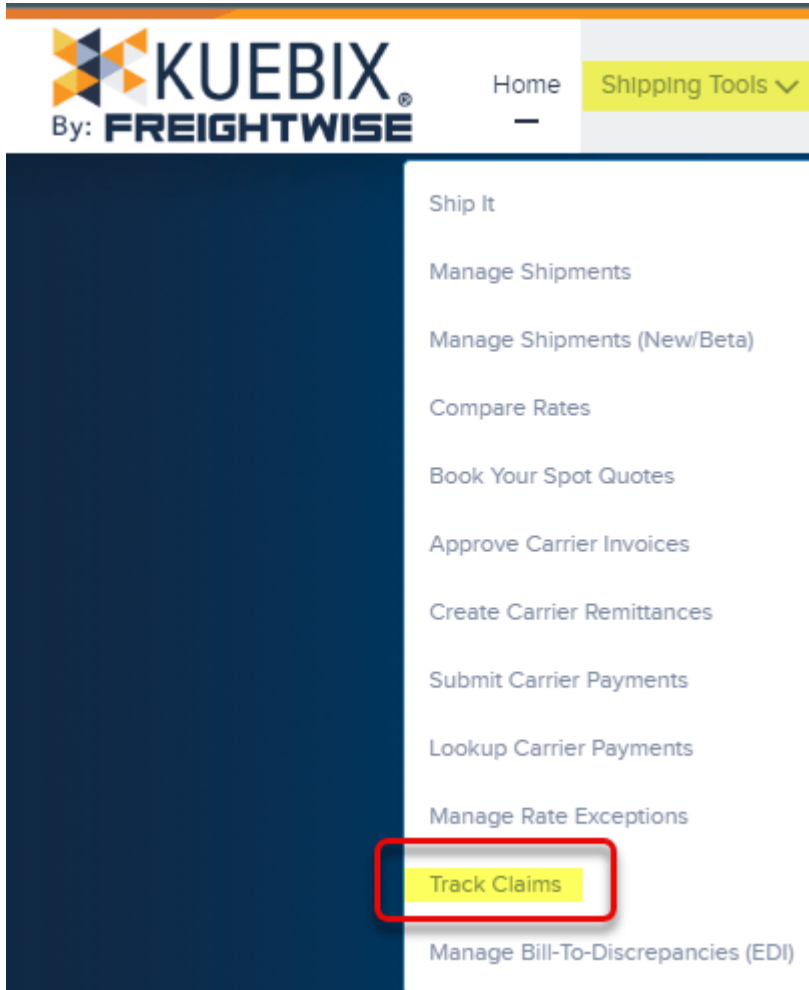 KUEBIX®
By: FREIGHTWISE
Home
Shipping Tools
Ship It
Manage Shipments
Manage Shipments (New/Beta)
Compare Rates
Book Your Spot Quotes
Approve Carrier Invoices
Create Carrier Remittances
Submit Carrier Payments
Lookup Carrier Payments
Manage Rate Exceptions
Track Claims
Manage Bill-To-Discrepancies (EDI)